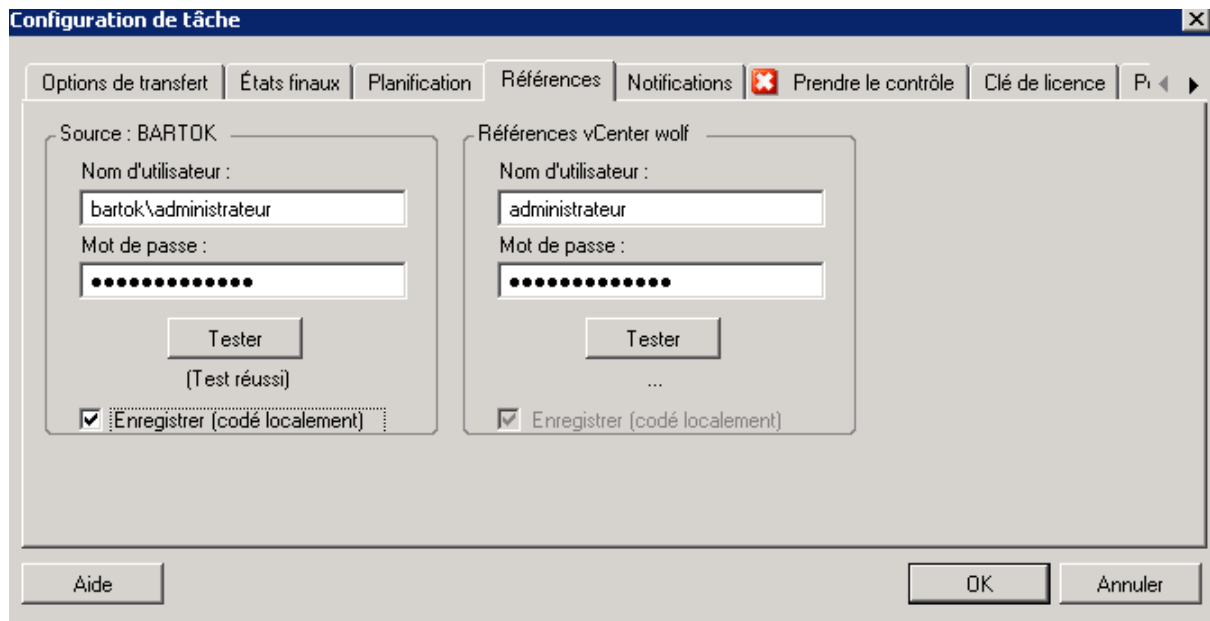 Configuration de tâche
Options de transfert
États finaux
Planification
Références
Notifications
Prendre le contrôle
Clé de licence
Source : BARTOK
Nom d'utilisateur :
bartok\administrateur
Mot de passe :
●●●●●●●●●●●●●
Tester
(Test réussi)
Enregistrer (codé localement)
Références vCenter wolf
Nom d'utilisateur :
administrateur
Mot de passe :
●●●●●●●●●●●●●
Tester
...
Enregistrer (codé localement)
Aide
OK
Annuler